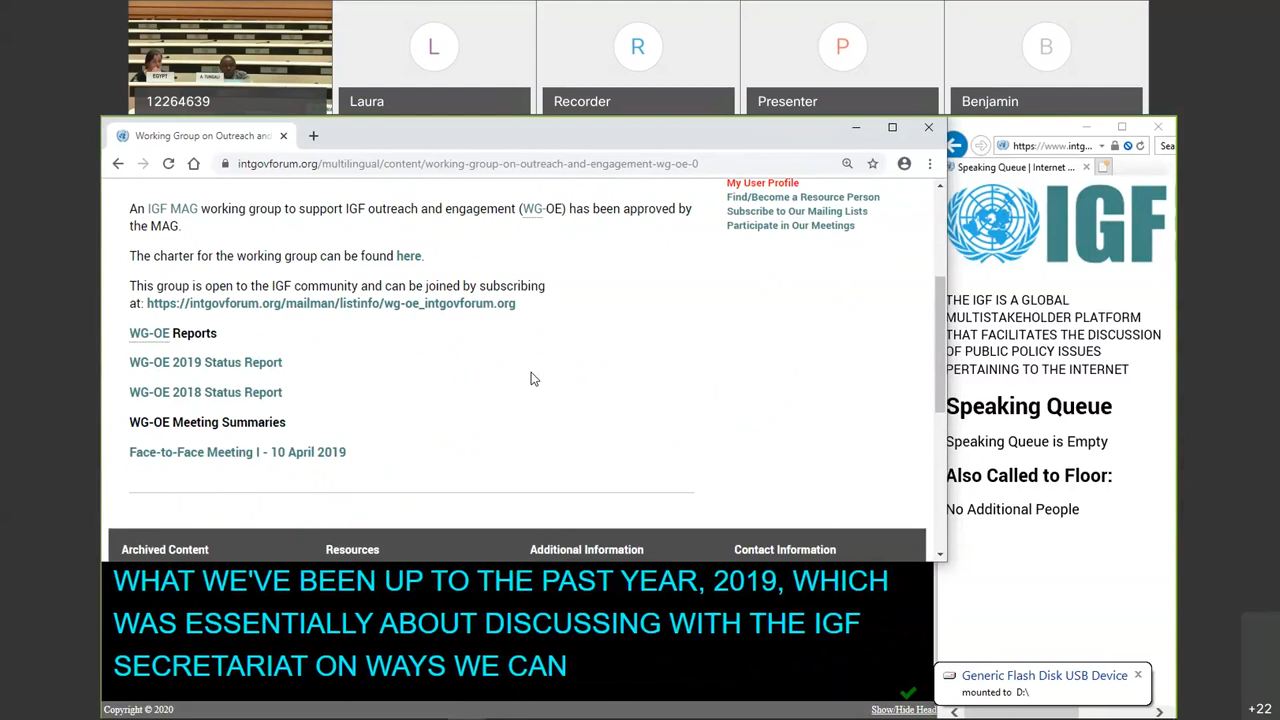 EGYPT
A. TUNGALI
12264639
L
Laura
R
Recorder
P
Presenter
B
Benjamin
Working Group on Outreach and
intgovforum.org/multilingual/content/working-group-on-outreach-and-engagement-wg-oe-0
An IGF MAG working group to support IGF outreach and engagement (WG-OE) has been approved by
the MAG.
The charter for the working group can be found here.
This group is open to the IGF community and can be joined by subscribing
at: https://intgovforum.org/mailman/listinfo/wg-oe_intgovforum.org
WG-OE Reports
WG-OE 2019 Status Report
WG-OE 2018 Status Report
WG-OE Meeting Summaries
Face-to-Face Meeting I - 10 April 2019
My User Profile
Find/Become a Resource Person
Subscribe to Our Mailing Lists
Participate in Our Meetings
Archived Content
Resources
Additional Information
Contact Information
https://www.intg...
Sea
Speaking Queue | Internet ...
IGF
THE IGF IS A GLOBAL
MULTISTAKEHOLDER PLATFORM
THAT FACILITATES THE DISCUSSION
OF PUBLIC POLICY ISSUES
PERTAINING TO THE INTERNET
Speaking Queue
Speaking Queue is Empty
Also Called to Floor:
No Additional People
WHAT WE'VE BEEN UP TO THE PAST YEAR, 2019, WHICH
WAS ESSENTIALLY ABOUT DISCUSSING WITH THE IGF
SECRETARIAT ON WAYS WE CAN
Generic Flash Disk USB Device
mounted to D:\
Copyright © 2020
Show/Hide Head
+22